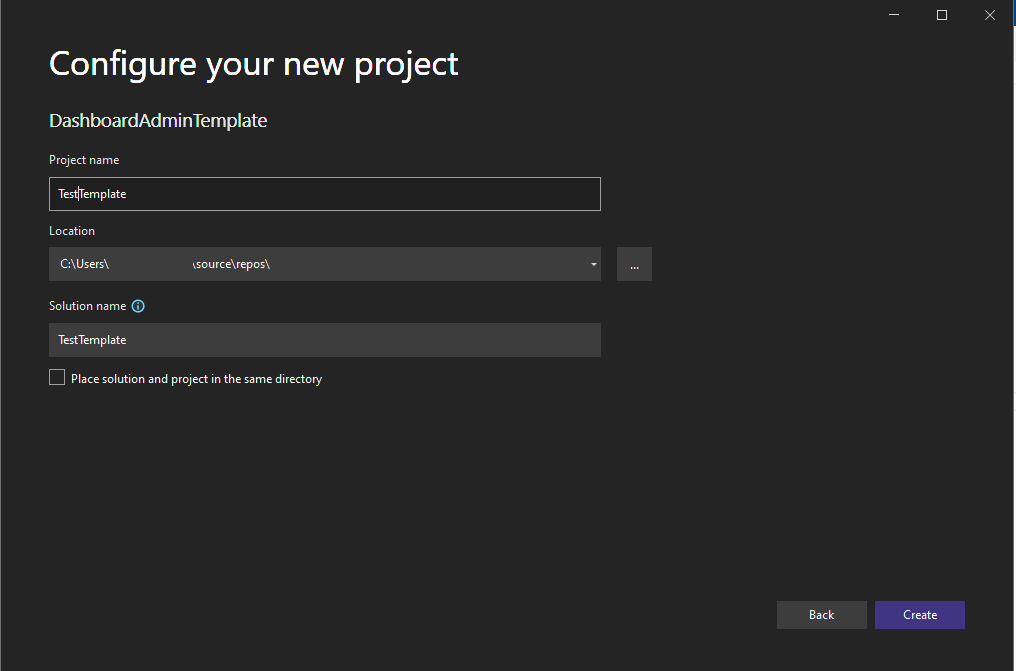 Configure your new project
DashboardAdminTemplate
Project name
TestTemplate
Location
C:\Users\ \source\repos\
...
Solution name
TestTemplate
Place solution and project in the same directory
Back
Create